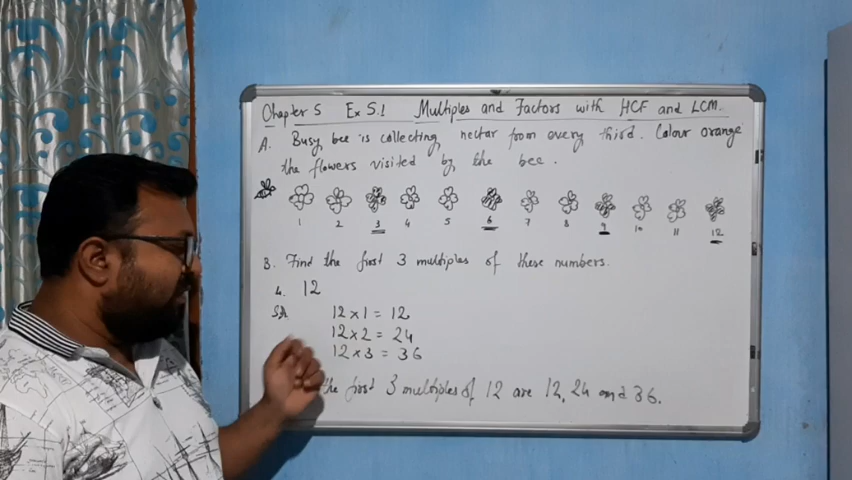 Chapter 5 Ex 5.1 Multiples and Factors with HCF and LCM.
A. Busy bee is collecting nectar from every third. Colour orange
the flowers visited by the bee.
1 2 3 4 5 6 7 8 9 10 11 12
B. Find the first 3 multiples of these numbers.
4. 12
12 × 1 = 12
12 × 2 = 24
12 × 3 = 36
the first 3 multiples of 12 are 12, 24 and 36.